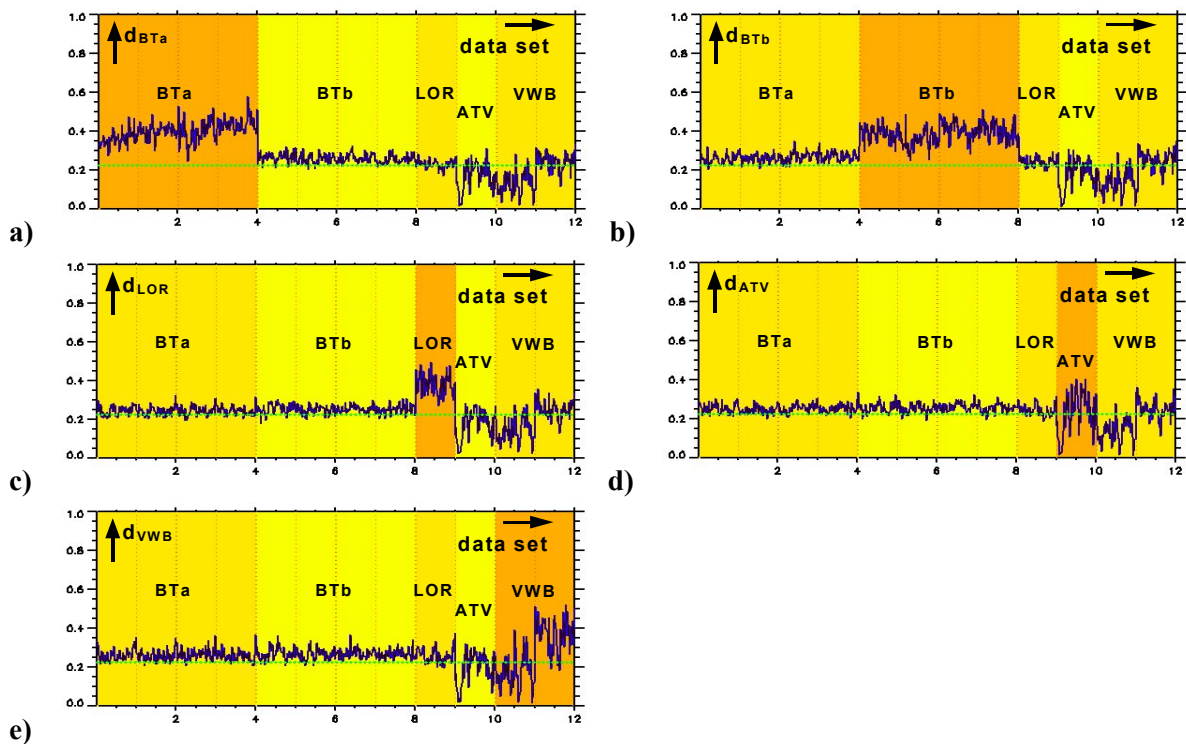 1.0
d_BTa
data set
0.8
0.6
BTa
BTb
LOR
VWB
ATV
0.4
0.2
0.0
2 4 6 8 10 12
a)
1.0
d_BTb
data set
0.8
0.6
BTa
BTb
LOR
VWB
ATV
0.4
0.2
0.0
2 4 6 8 10 12
b)
1.0
d_LOR
data set
0.8
0.6
BTa
BTb
LOR
VWB
ATV
0.4
0.2
0.0
2 4 6 8 10 12
c)
1.0
d_ATV
data set
0.8
0.6
BTa
BTb
LOR
VWB
ATV
0.4
0.2
0.0
2 4 6 8 10 12
d)
1.0
d_VWB
data set
0.8
0.6
BTa
BTb
LOR
VWB
ATV
0.4
0.2
0.0
2 4 6 8 10 12
e)